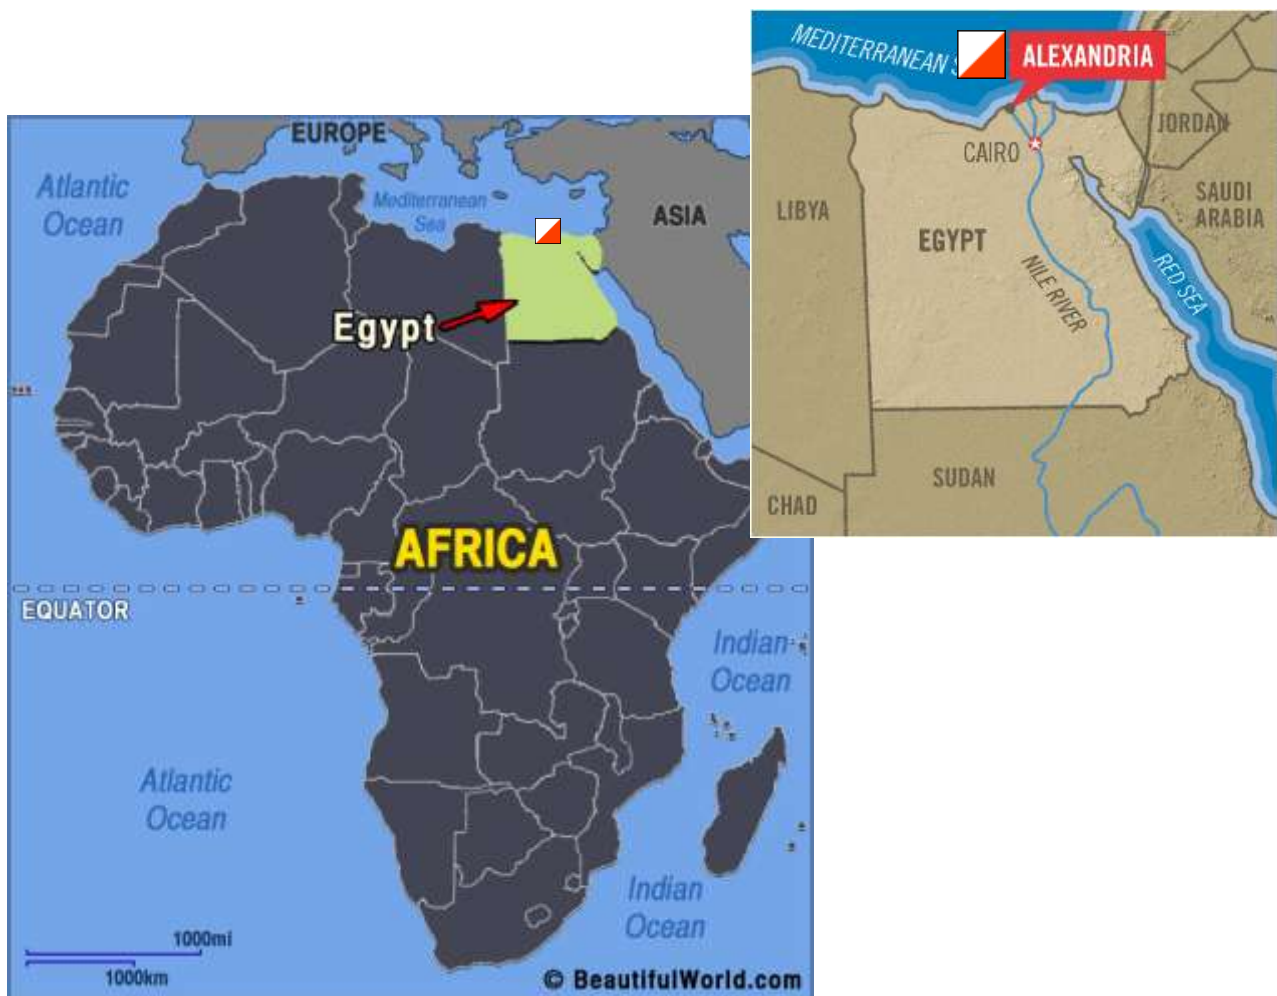 EUROPE
Atlantic
Ocean
Mediterranean
Sea
ASIA
Egypt
AFRICA
EQUATOR
Indian
Ocean
Atlantic
Ocean
Indian
Ocean
1000mi
1000km
© BeautifulWorld.com
MEDITERRANEAN
ALEXANDRIA
JORDAN
CAIRO
LIBYA
SAUDI
ARABIA
EGYPT
RED SEA
NILE RIVER
SUDAN
CHAD